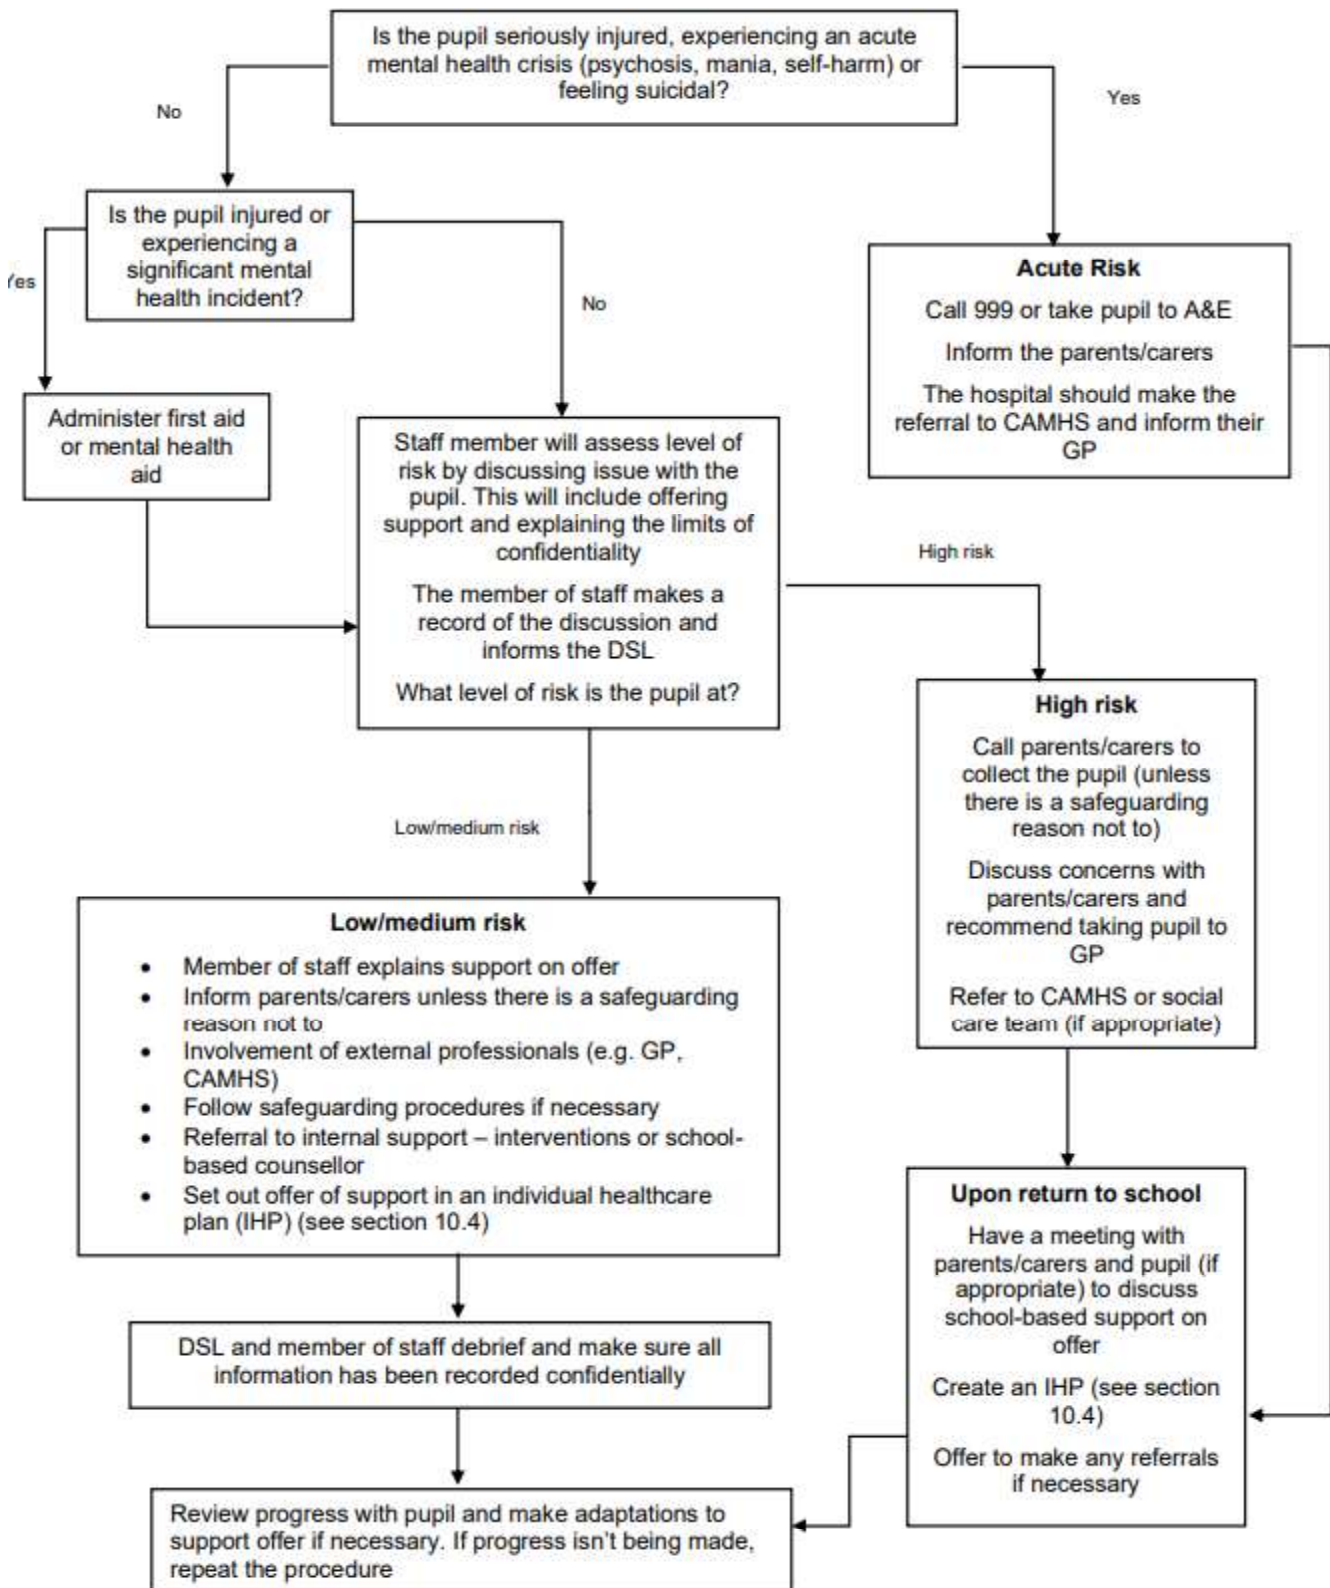 Is the pupil seriously injured, experiencing an acute
mental health crisis (psychosis, mania, self-harm) or
feeling suicidal?
No
Yes
Is the pupil injured or
experiencing a
significant mental
health incident?
Yes
No
Acute Risk
Call 999 or take pupil to A&E
Inform the parents/carers
The hospital should make the
referral to CAMHS and inform their
GP
Administer first aid
or mental health
aid
Staff member will assess level of
risk by discussing issue with the
pupil. This will include offering
support and explaining the limits of
confidentiality
The member of staff makes a
record of the discussion and
informs the DSL
What level of risk is the pupil at?
High risk
High risk
Call parents/carers to
collect the pupil (unless
there is a safeguarding
reason not to)
Discuss concerns with
parents/carers and
recommend taking pupil to
GP
Refer to CAMHS or social
care team (if appropriate)
Low/medium risk
Low/medium risk
• Member of staff explains support on offer
• Inform parents/carers unless there is a safeguarding
reason not to
• Involvement of external professionals (e.g. GP,
CAMHS)
• Follow safeguarding procedures if necessary
• Referral to internal support – interventions or school-
based counsellor
• Set out offer of support in an individual healthcare
plan (IHP) (see section 10.4)
Upon return to school
Have a meeting with
parents/carers and pupil (if
appropriate) to discuss
school-based support on
offer
Create an IHP (see section
10.4)
Offer to make any referrals
if necessary
DSL and member of staff debrief and make sure all
information has been recorded confidentially
Review progress with pupil and make adaptations to
support offer if necessary. If progress isn't being made,
repeat the procedure